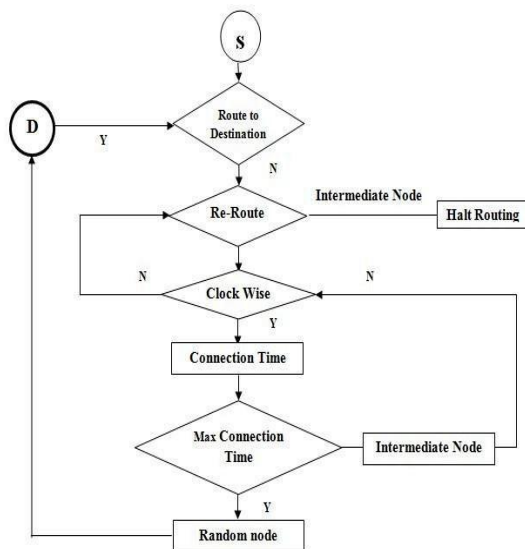 S
Route to
Destination
D
Y
N
Re-Route
Intermediate Node
Halt Routing
N
Clock Wise
N
Y
Connection Time
Max Connection
Time
Intermediate Node
Y
Random node